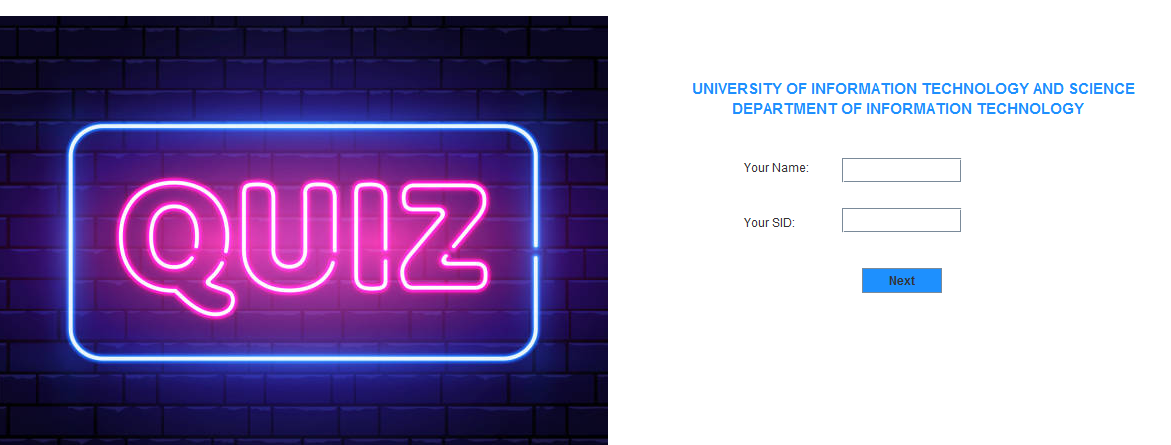 QUIZ
UNIVERSITY OF INFORMATION TECHNOLOGY AND SCIENCE
DEPARTMENT OF INFORMATION TECHNOLOGY
Your Name:
Your SID:
Next